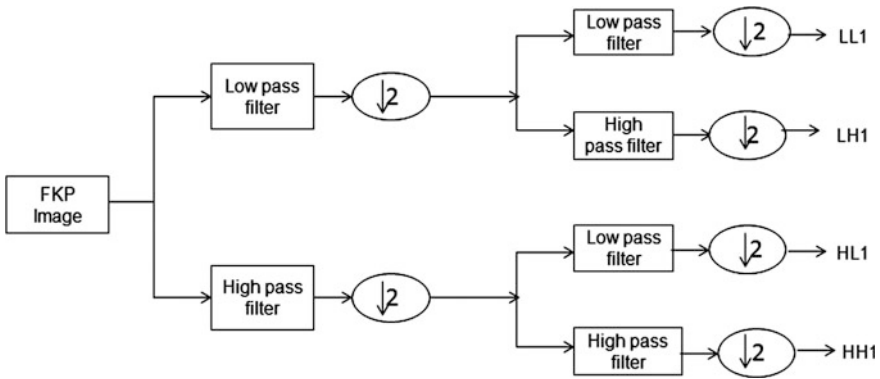 Low pass
filter
↓2
LL1
Low pass
filter
↓2
High
pass filter
↓2
LH1
FKP
Image
High pass
filter
↓2
Low pass
filter
↓2
HL1
High pass
filter
↓2
HH1